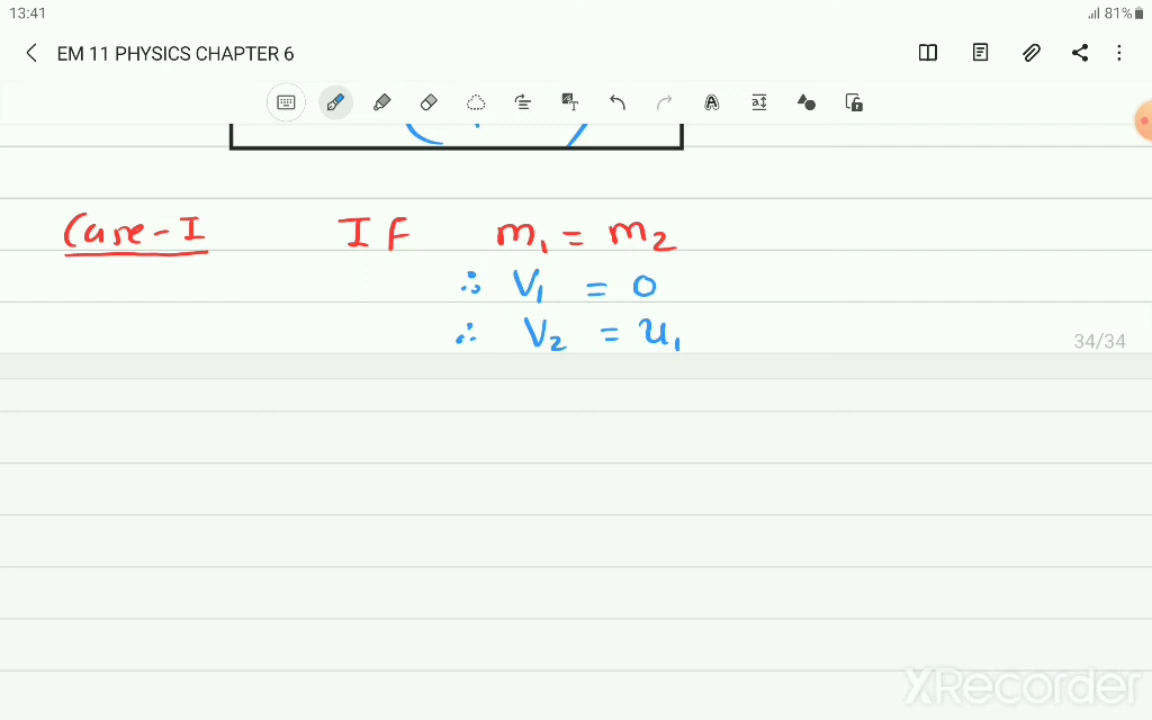 13:41
81%
EM 11 PHYSICS CHAPTER 6
Case-I IF m₁ = m₂
∴ V₁ = 0
∴ V₂ = u₁
34/34
XRecorder